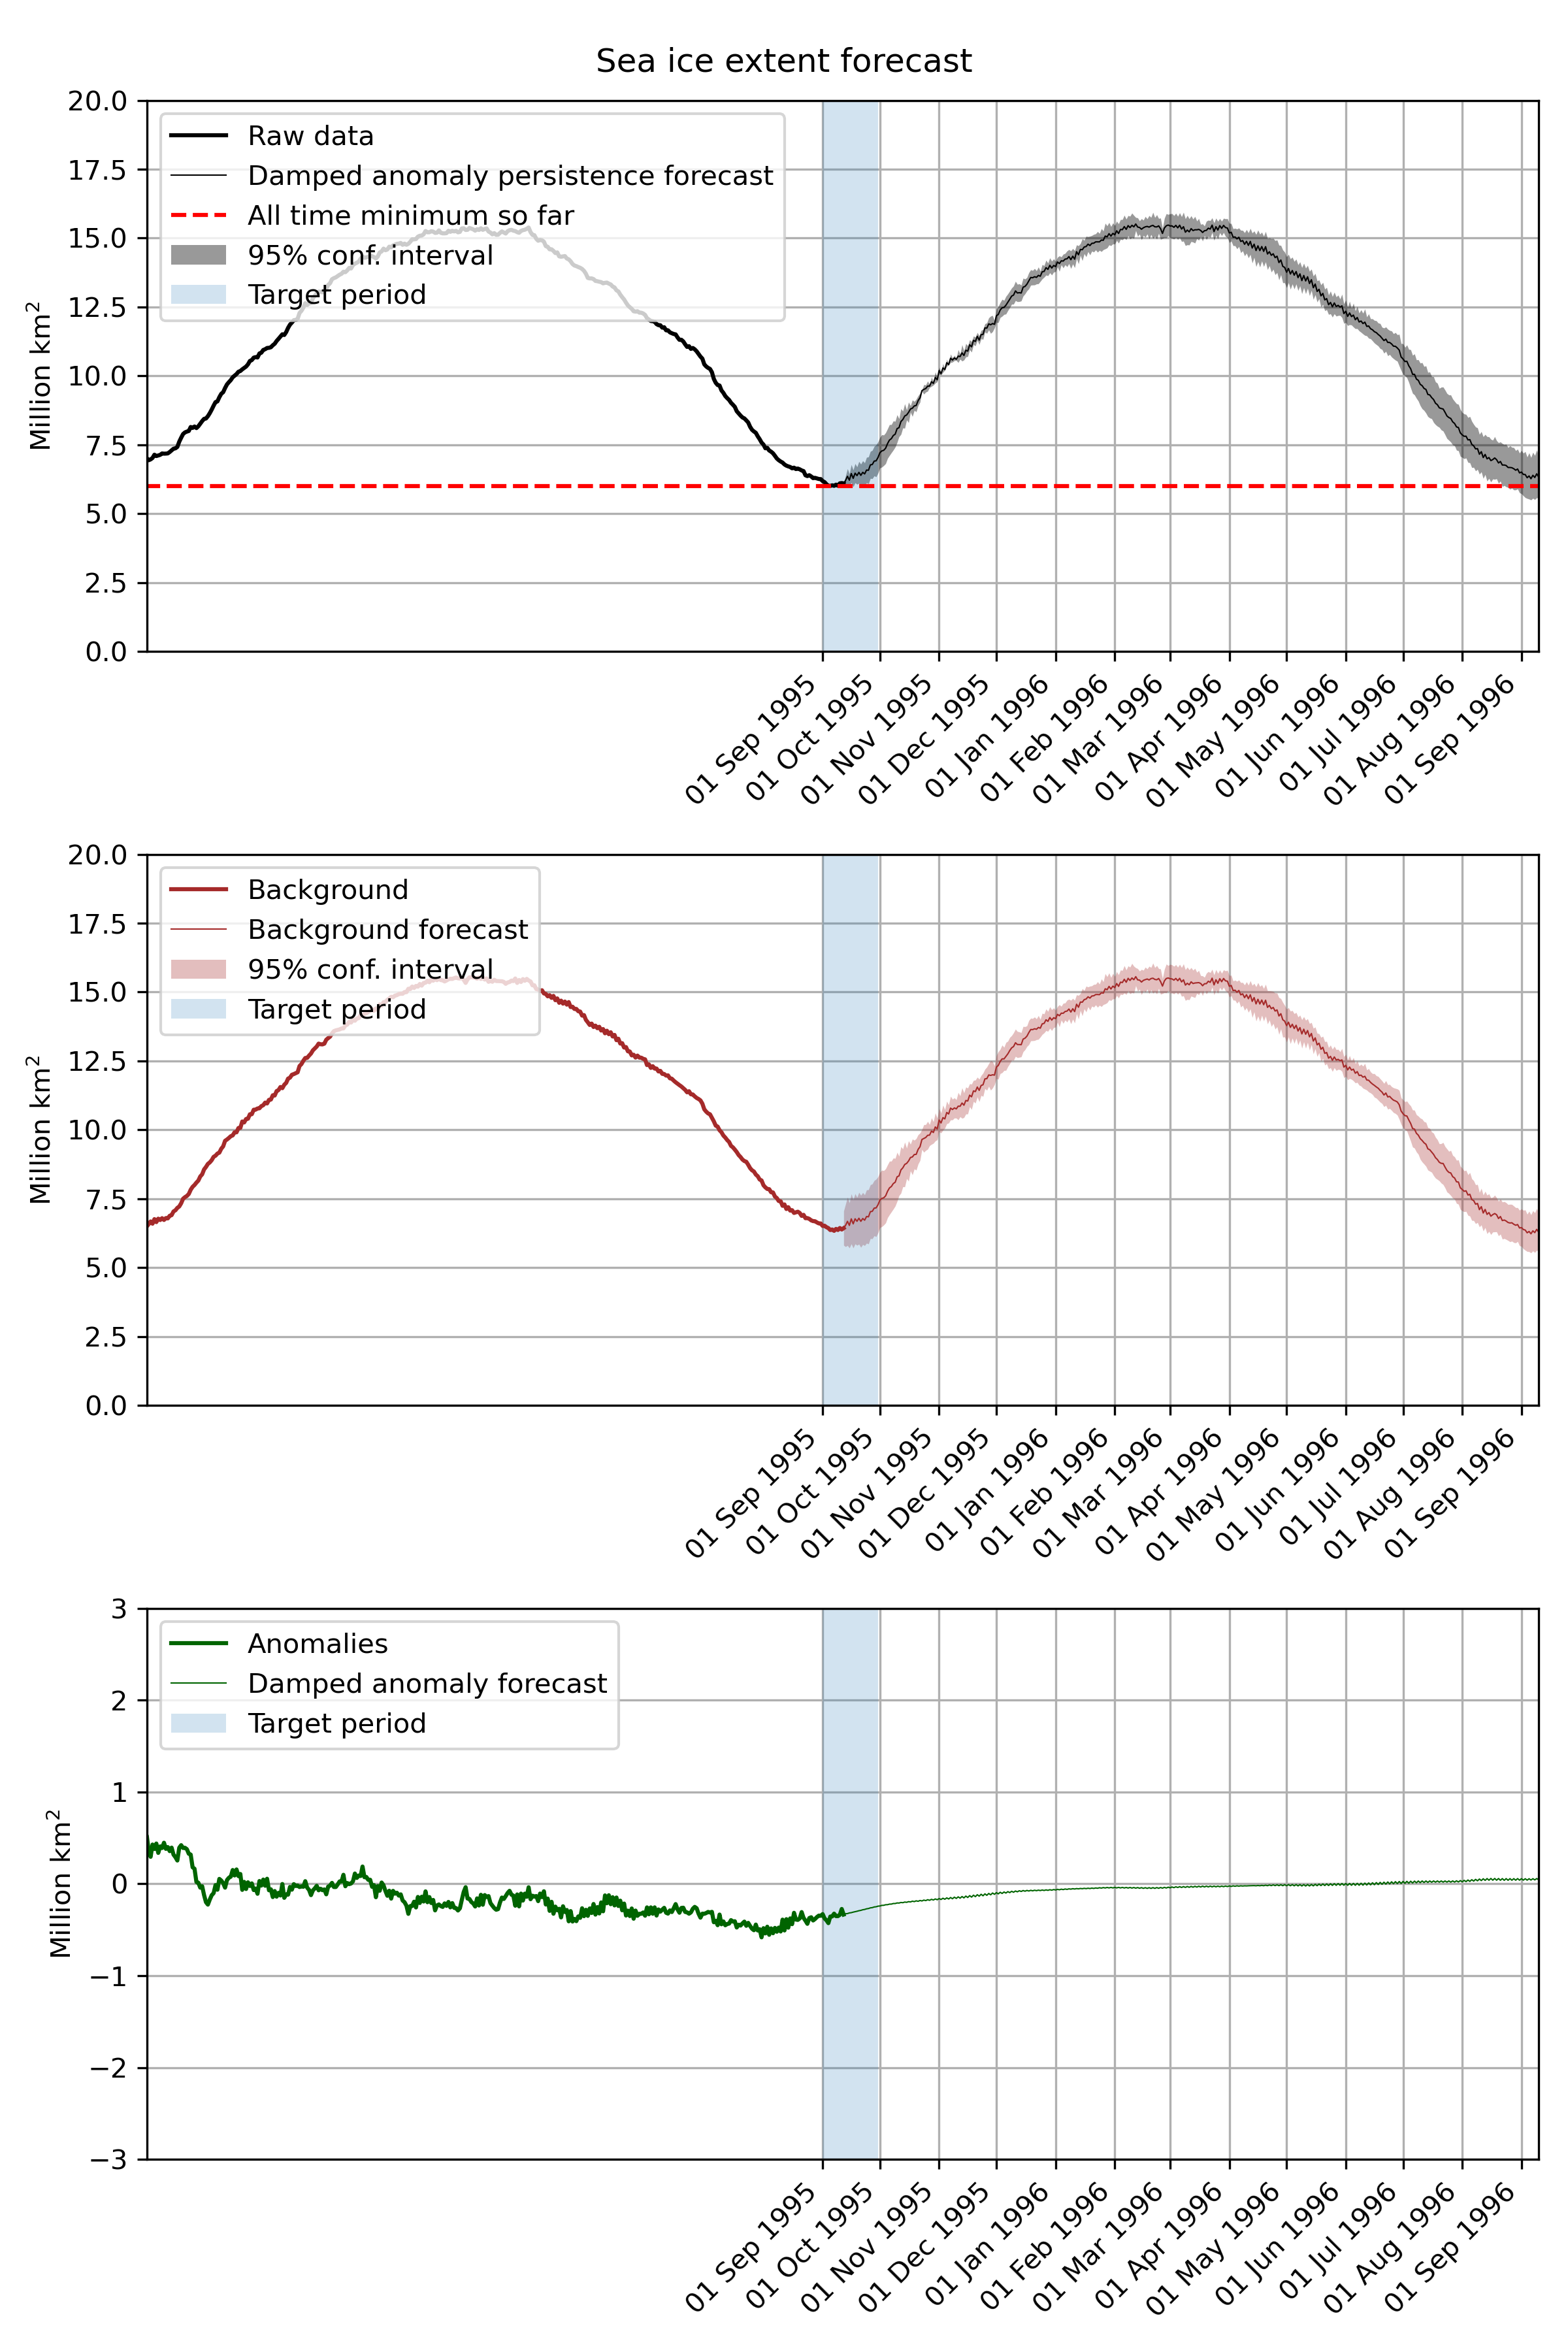 Sea ice extent forecast
20.0
17.5
15.0
12.5
10.0
7.5
5.0
2.5
0.0
Million km²
Raw data
Damped anomaly persistence forecast
All time minimum so far
95% conf. interval
Target period
01 Sep 1995
01 Oct 1995
01 Nov 1995
01 Dec 1995
01 Jan 1996
01 Feb 1996
01 Mar 1996
01 Apr 1996
01 May 1996
01 Jun 1996
01 Jul 1996
01 Aug 1996
01 Sep 1996
20.0
17.5
15.0
12.5
10.0
7.5
5.0
2.5
0.0
Million km²
Background
Background forecast
95% conf. interval
Target period
01 Sep 1995
01 Oct 1995
01 Nov 1995
01 Dec 1995
01 Jan 1996
01 Feb 1996
01 Mar 1996
01 Apr 1996
01 May 1996
01 Jun 1996
01 Jul 1996
01 Aug 1996
01 Sep 1996
3
2
1
0
−1
−2
−3
Million km²
Anomalies
Damped anomaly forecast
Target period
01 Sep 1995
01 Oct 1995
01 Nov 1995
01 Dec 1995
01 Jan 1996
01 Feb 1996
01 Mar 1996
01 Apr 1996
01 May 1996
01 Jun 1996
01 Jul 1996
01 Aug 1996
01 Sep 1996